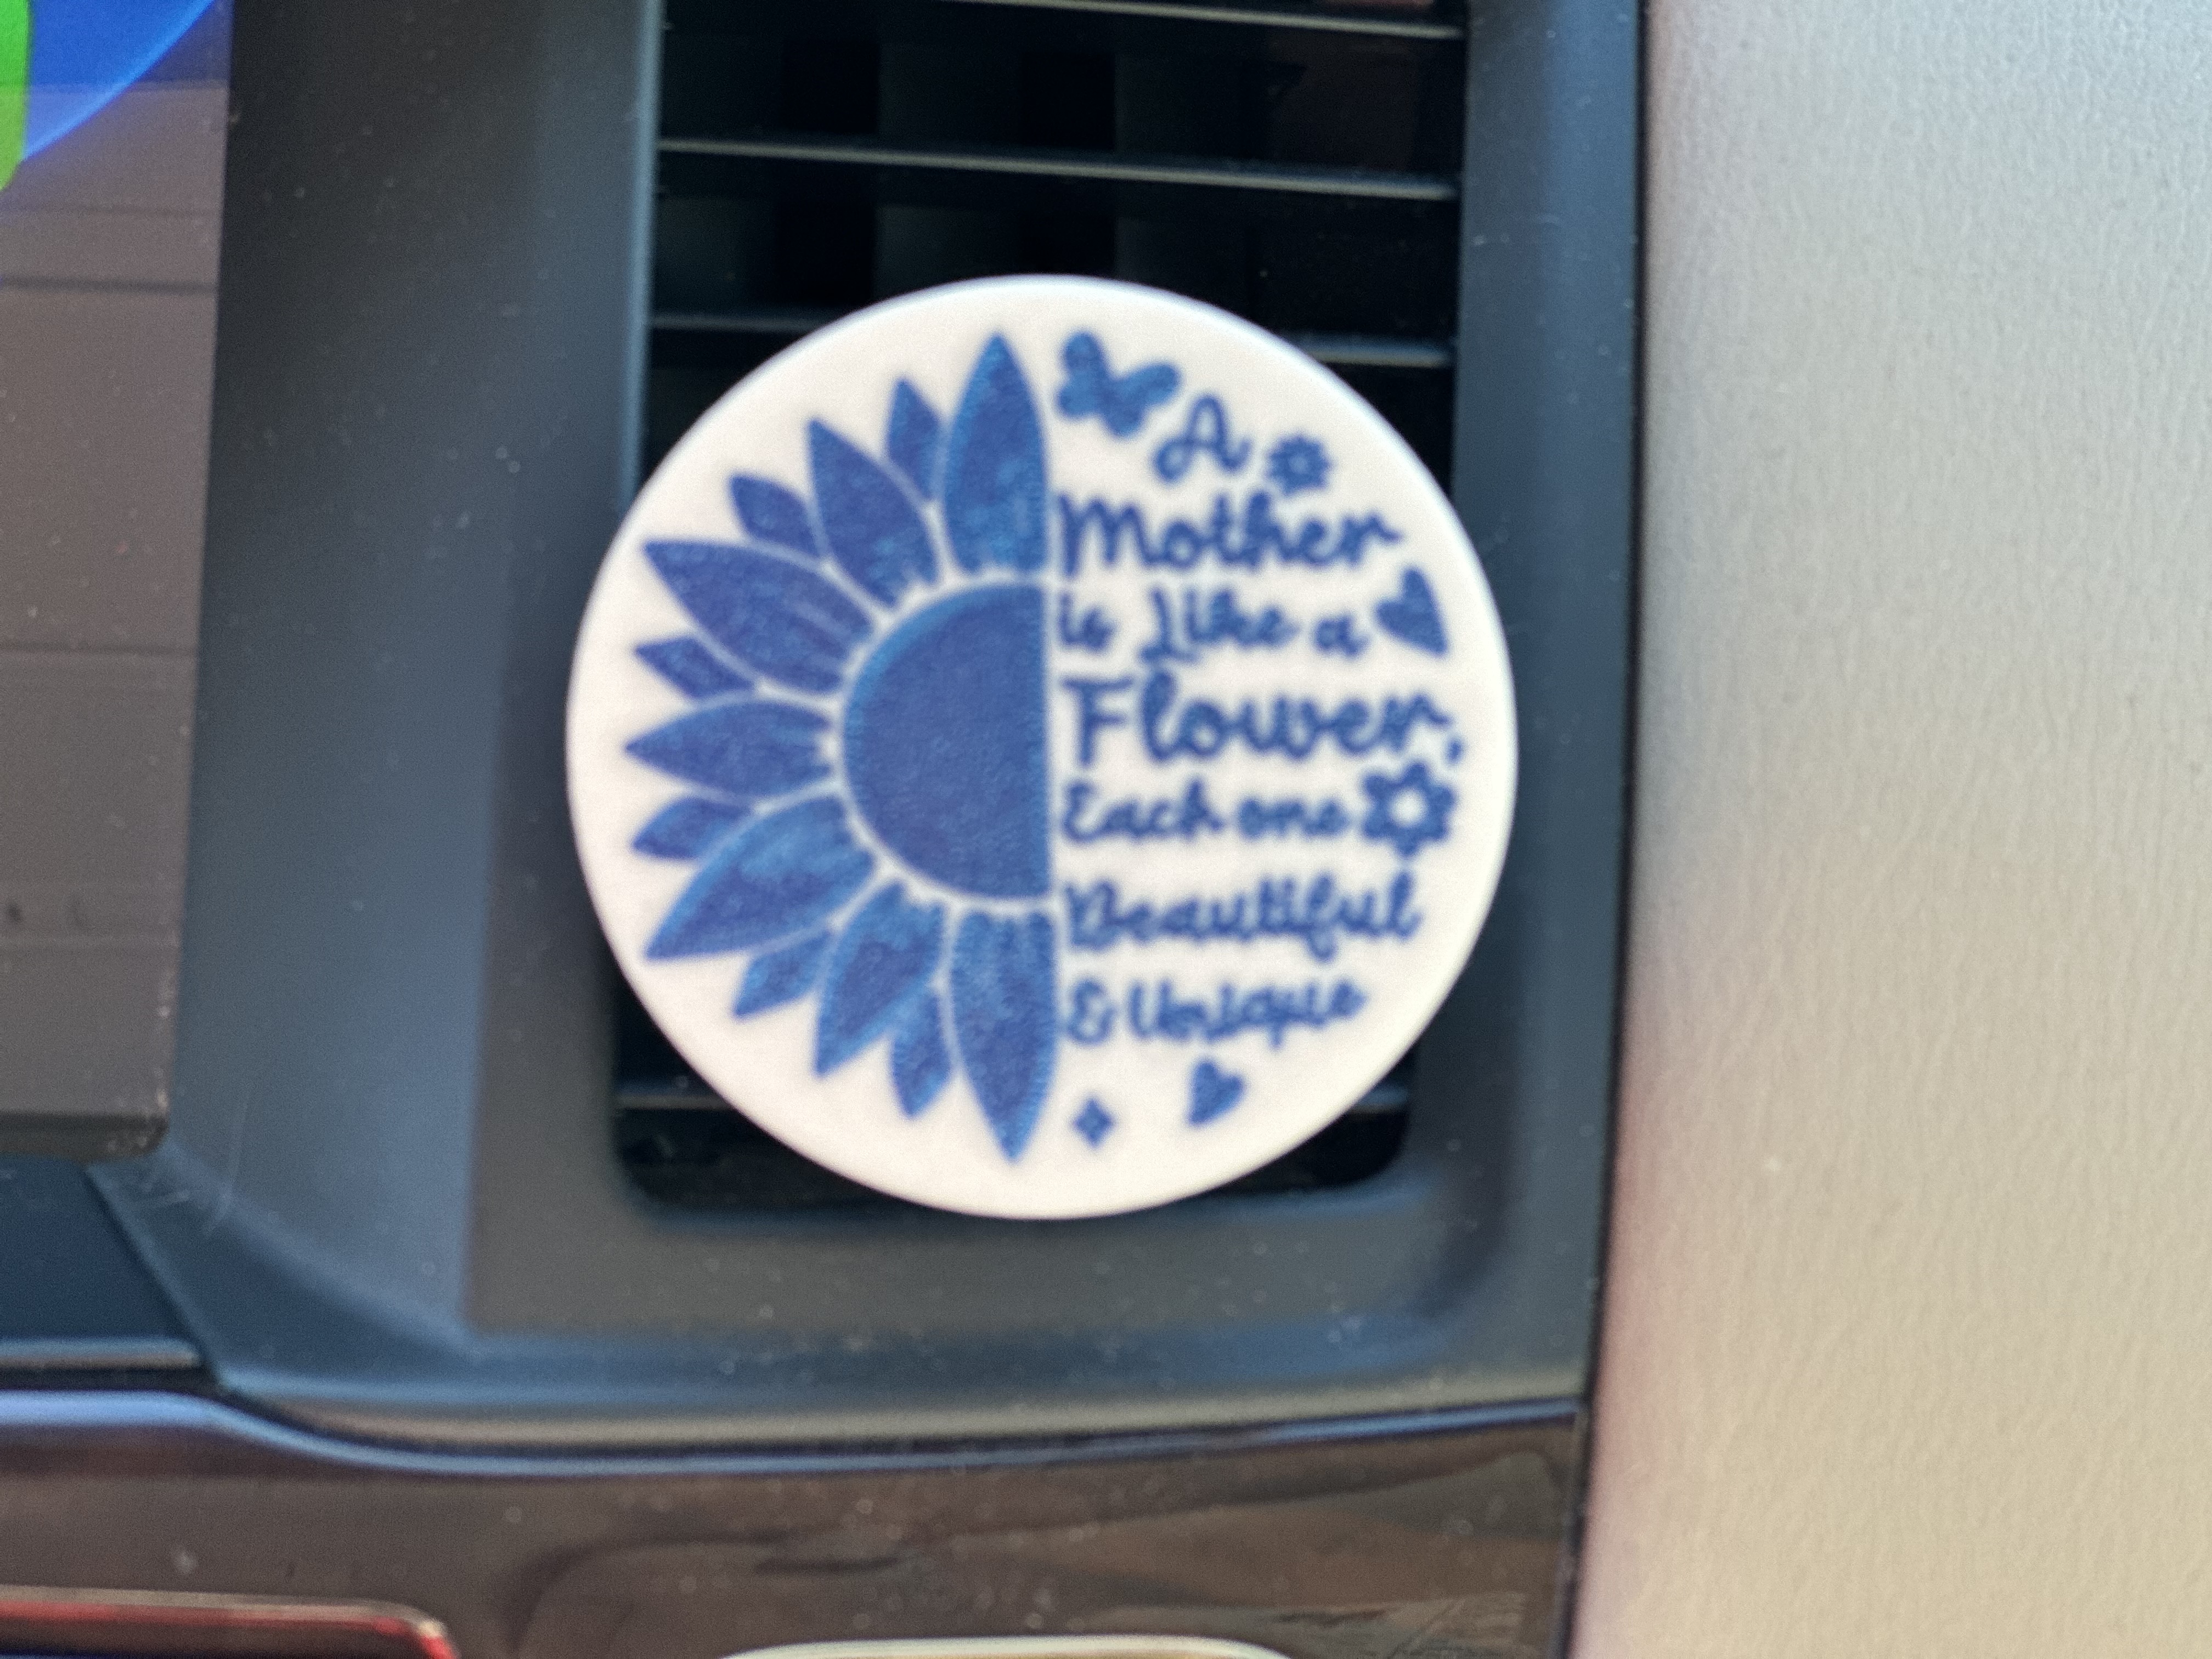 A
Mother
is Like a
Flower,
Each one
Beautiful
& Unique